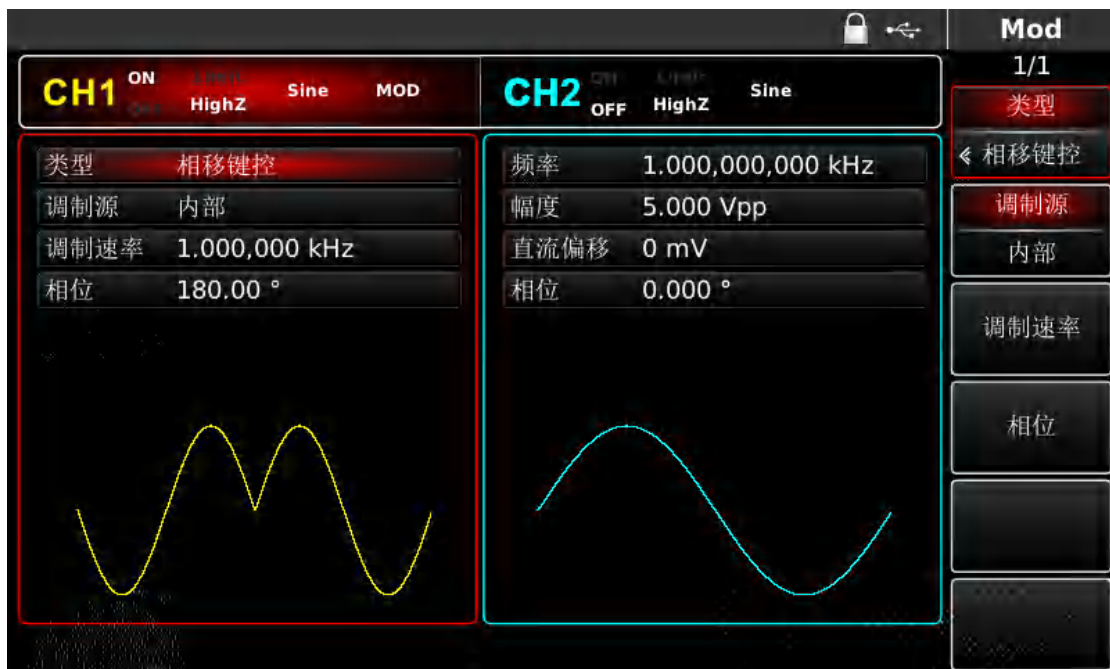 Mod
1/1
CH1 ON HighZ Sine MOD
CH2 OFF HighZ Sine
类型
相移键控
类型 相移键控
调制源 内部
调制速率 1.000,000 kHz
相位 180.00 °
频率 1.000,000,000 kHz
幅度 5.000 Vpp
直流偏移 0 mV
相位 0.000 °
调制源
内部
调制速率
相位